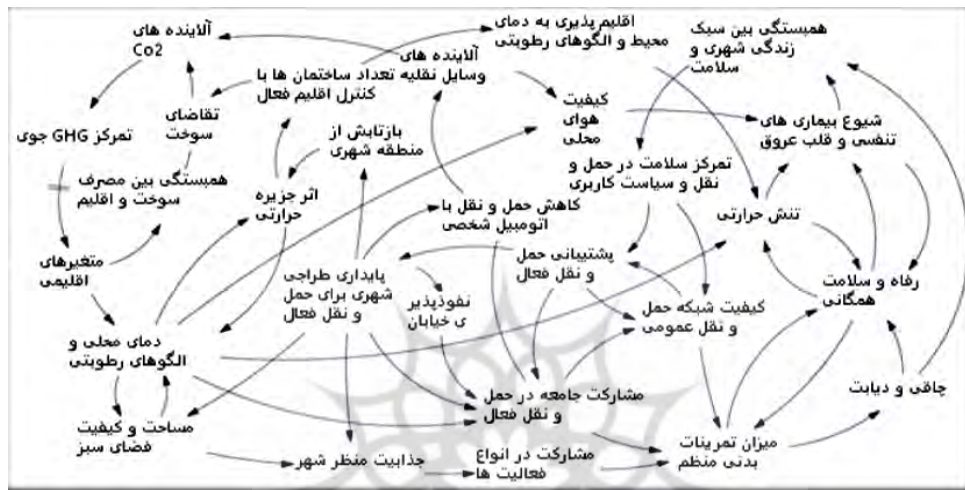 همبستگی بین سبک
زندگی شهری و
سلامت
اقلیم پذیری به دمای
محیط و الگوهای رطوبتی
آلاینده های
Co2
آلاینده های
وسایل نقلیه
تعداد ساختمان ها با
کنترل اقلیم فعال
تقاضای
سوخت
کیفیت
هوای
محلی
شیوع بیماری های
تنفسی و قلب عروق
تمرکز GHG جوی
بازتابش از
منطقه شهری
تمرکز سلامت در حمل و
نقل و سیاست کاربری
همبستگی بین مصرف
سوخت و اقلیم
اثر جزیره
حرارتی
کاهش حمل و نقل با
اتومبیل شخصی
تنش حرارتی
متغیرهای
اقلیمی
پایداری طراحی
شهری برای حمل
و نقل فعال
پشتیبانی حمل
و نقل فعال
رفاه و سلامت
همگانی
نفوذپذیر
ی خیابان
کیفیت شبکه حمل
و نقل عمومی
دمای محلی و
الگوهای رطوبتی
چاقی و دیابت
مشارکت جامعه در حمل
و نقل فعال
مساحت و کیفیت
فضای سبز
میزان تمرینات
بدنی منظم
جذابیت منظر شهر
مشارکت در انواع
فعالیت ها